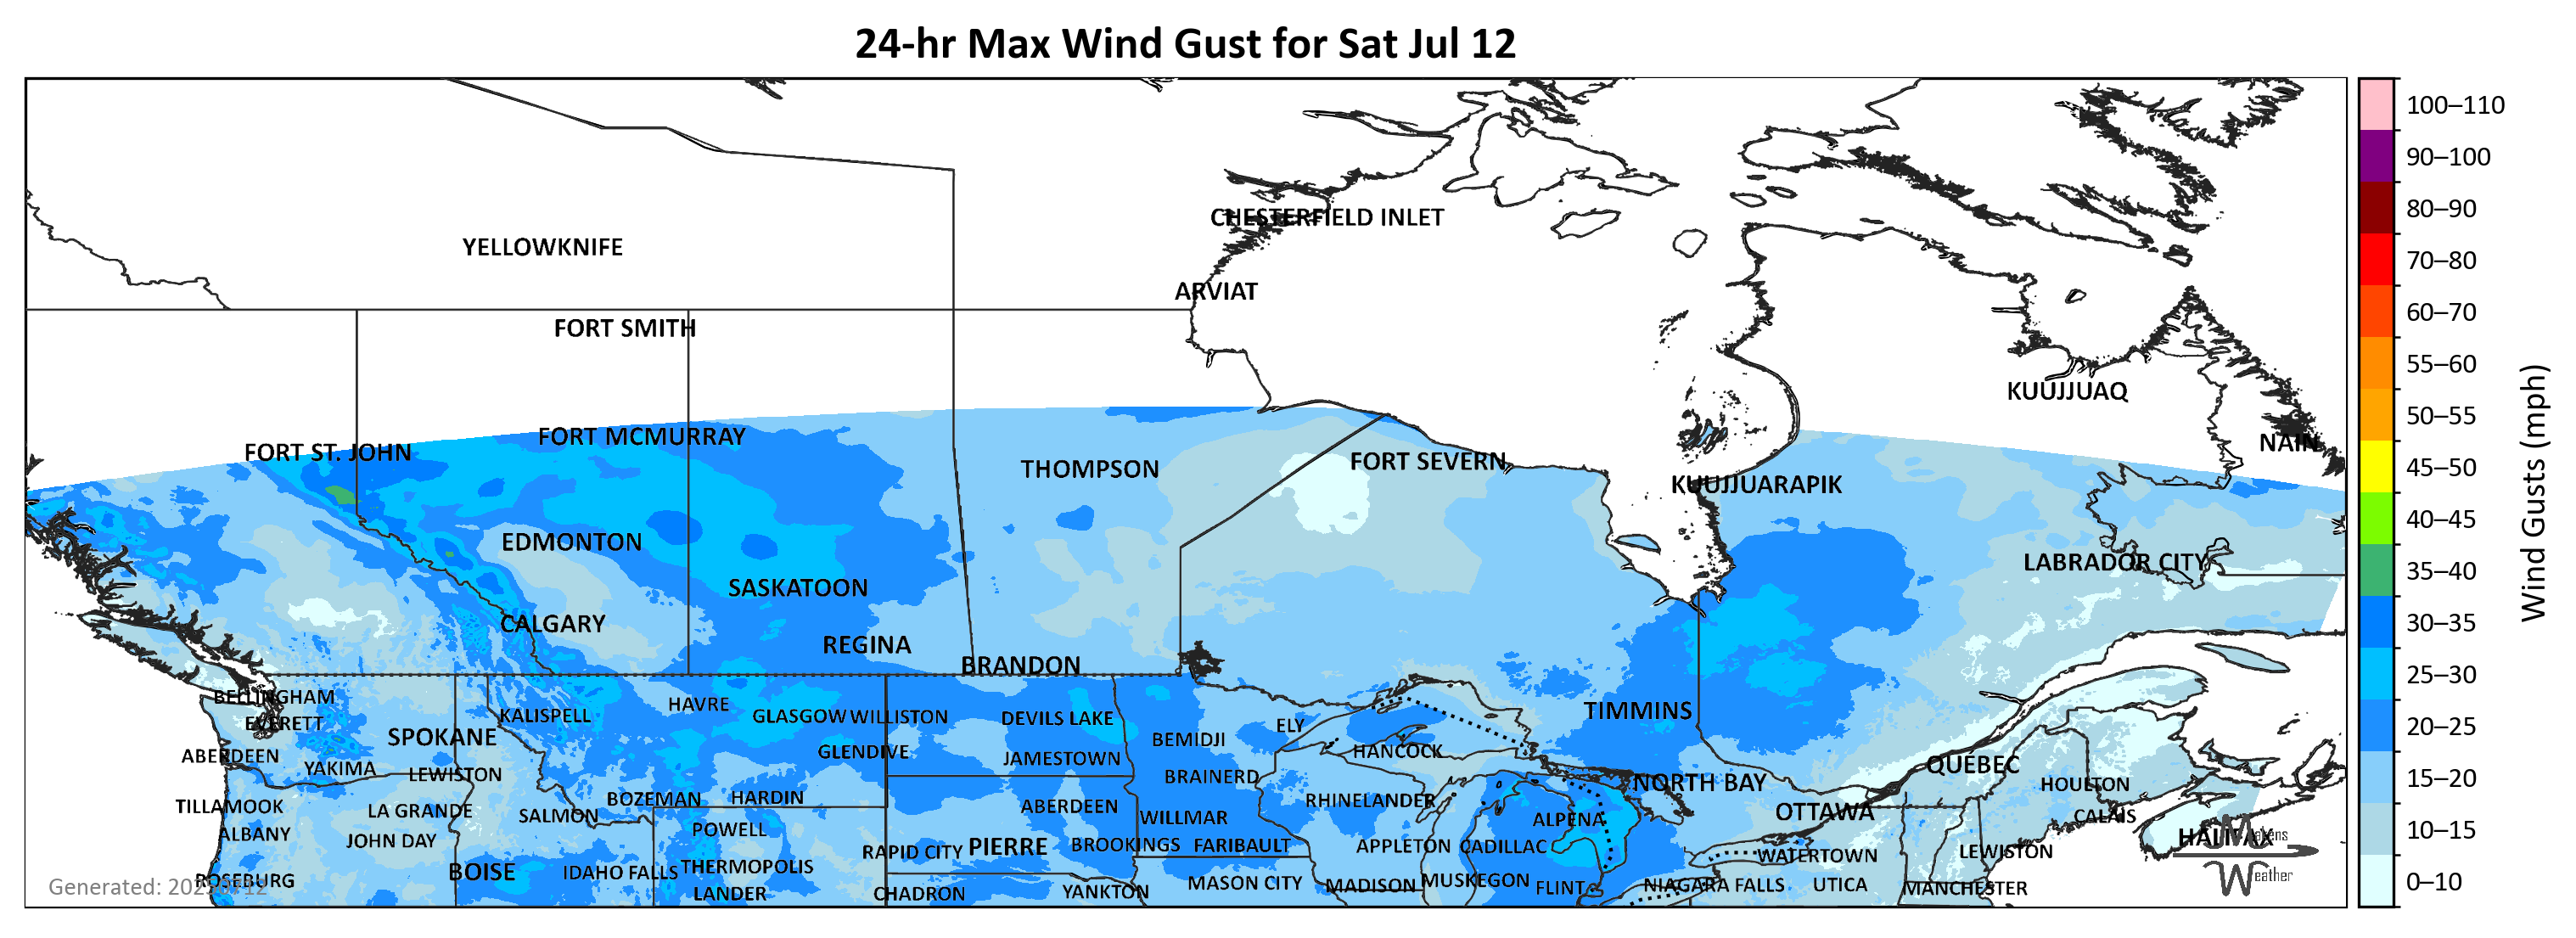 24-hr Max Wind Gust for Sat Jul 12
CHESTERFIELD INLET
YELLOWKNIFE
ARVIAT
FORT SMITH
KUUJJUAQ
FORT MCMURRAY
NAIN
FORT ST. JOHN
FORT SEVERN
THOMPSON
KUUJJUARAPIK
EDMONTON
LABRADOR CITY
SASKATOON
CALGARY
REGINA
BRANDON
BELLINGHAM
HAVRE
TIMMINS
KALISPELL
GLASGOW WILLISTON
DEVILS LAKE
EVERETT
ELY
SPOKANE
BEMIDJI
GLENDIVE
HANCOCK
ABERDEEN
JAMESTOWN
QUEBEC
YAKIMA
LEWISTON
BRAINERD
NORTH BAY
HOULTON
BOZEMAN
HARDIN
RHINELANDER
TILLAMOOK
LA GRANDE
ABERDEEN
OTTAWA
SALMON
WILLMAR
ALPENA
CALAIS
ALBANY
POWELL
HALIFAX
JOHN DAY
PIERRE
BROOKINGS
FARIBAULT
APPLETON
CADILLAC
RAPID CITY
WATERTOWN
LEWISTON
BOISE
IDAHO FALLS
THERMOPOLIS
ROSEBURG
MASON CITY
MADISON
MUSKEGON
FLINT
NIAGARA FALLS
UTICA
MANCHESTER
LANDER
CHADRON
YANKTON
Generated:
Weather
100–110
90–100
80–90
70–80
60–70
55–60
50–55
45–50
40–45
35–40
30–35
25–30
20–25
15–20
10–15
0–10
Wind Gusts (mph)